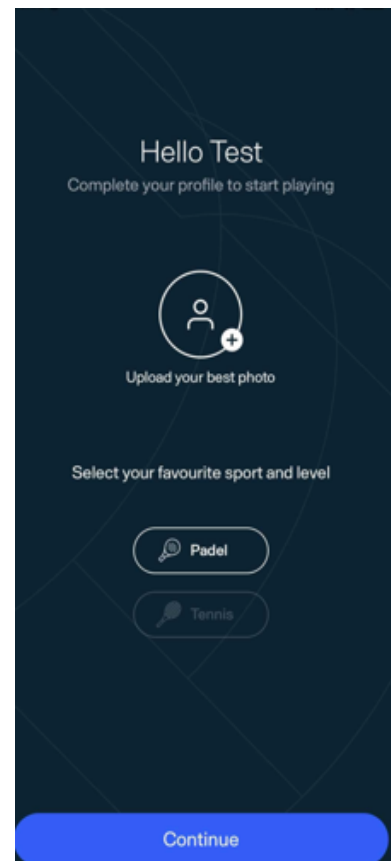 Hello Test
Complete your profile to start playing
Upload your best photo
Select your favourite sport and level
Padel
Tennis
Continue